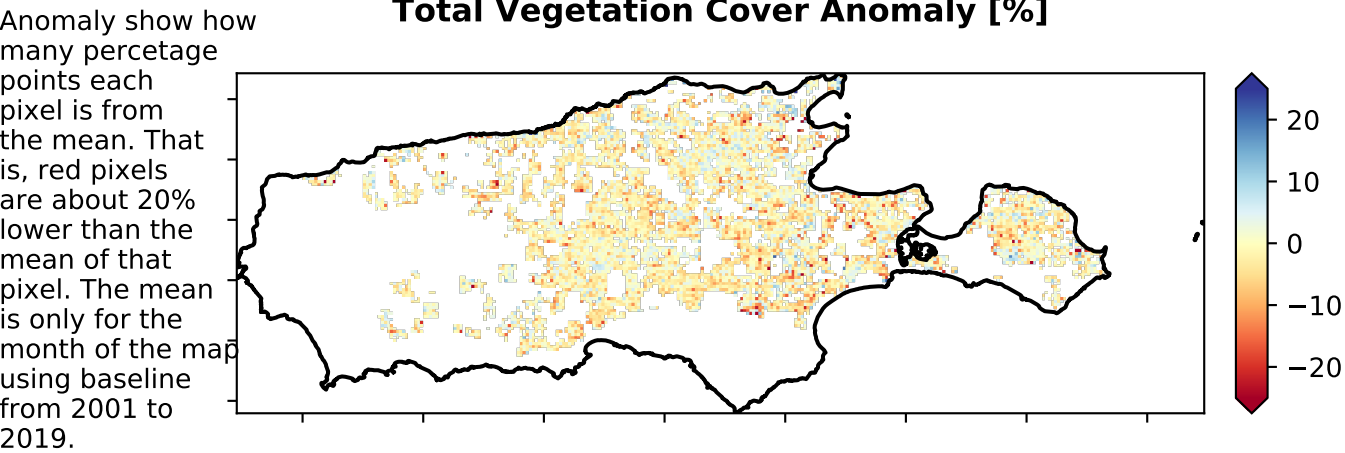 Total Vegetation Cover Anomaly [%]
Anomaly show how
many percetage
points each
pixel is from
the mean. That
is, red pixels
are about 20%
lower than the
mean of that
pixel. The mean
is only for the
month of the map
using baseline
from 2001 to
2019.
20
10
0
−10
−20